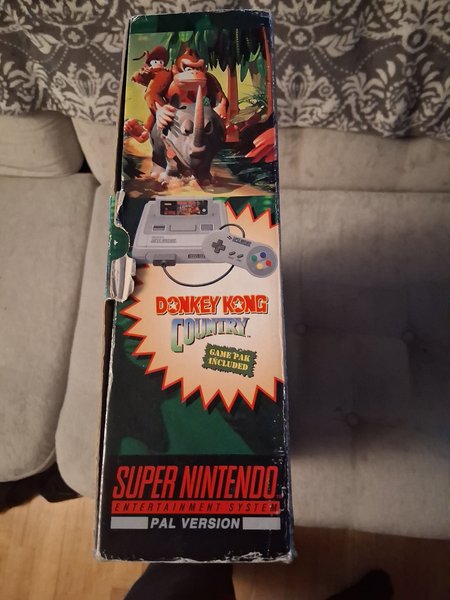 DONKEY KONG
COUNTRY
GAME PAK
INCLUDED
SUPER NINTENDO
ENTERTAINMENT SYSTEM
PAL VERSION